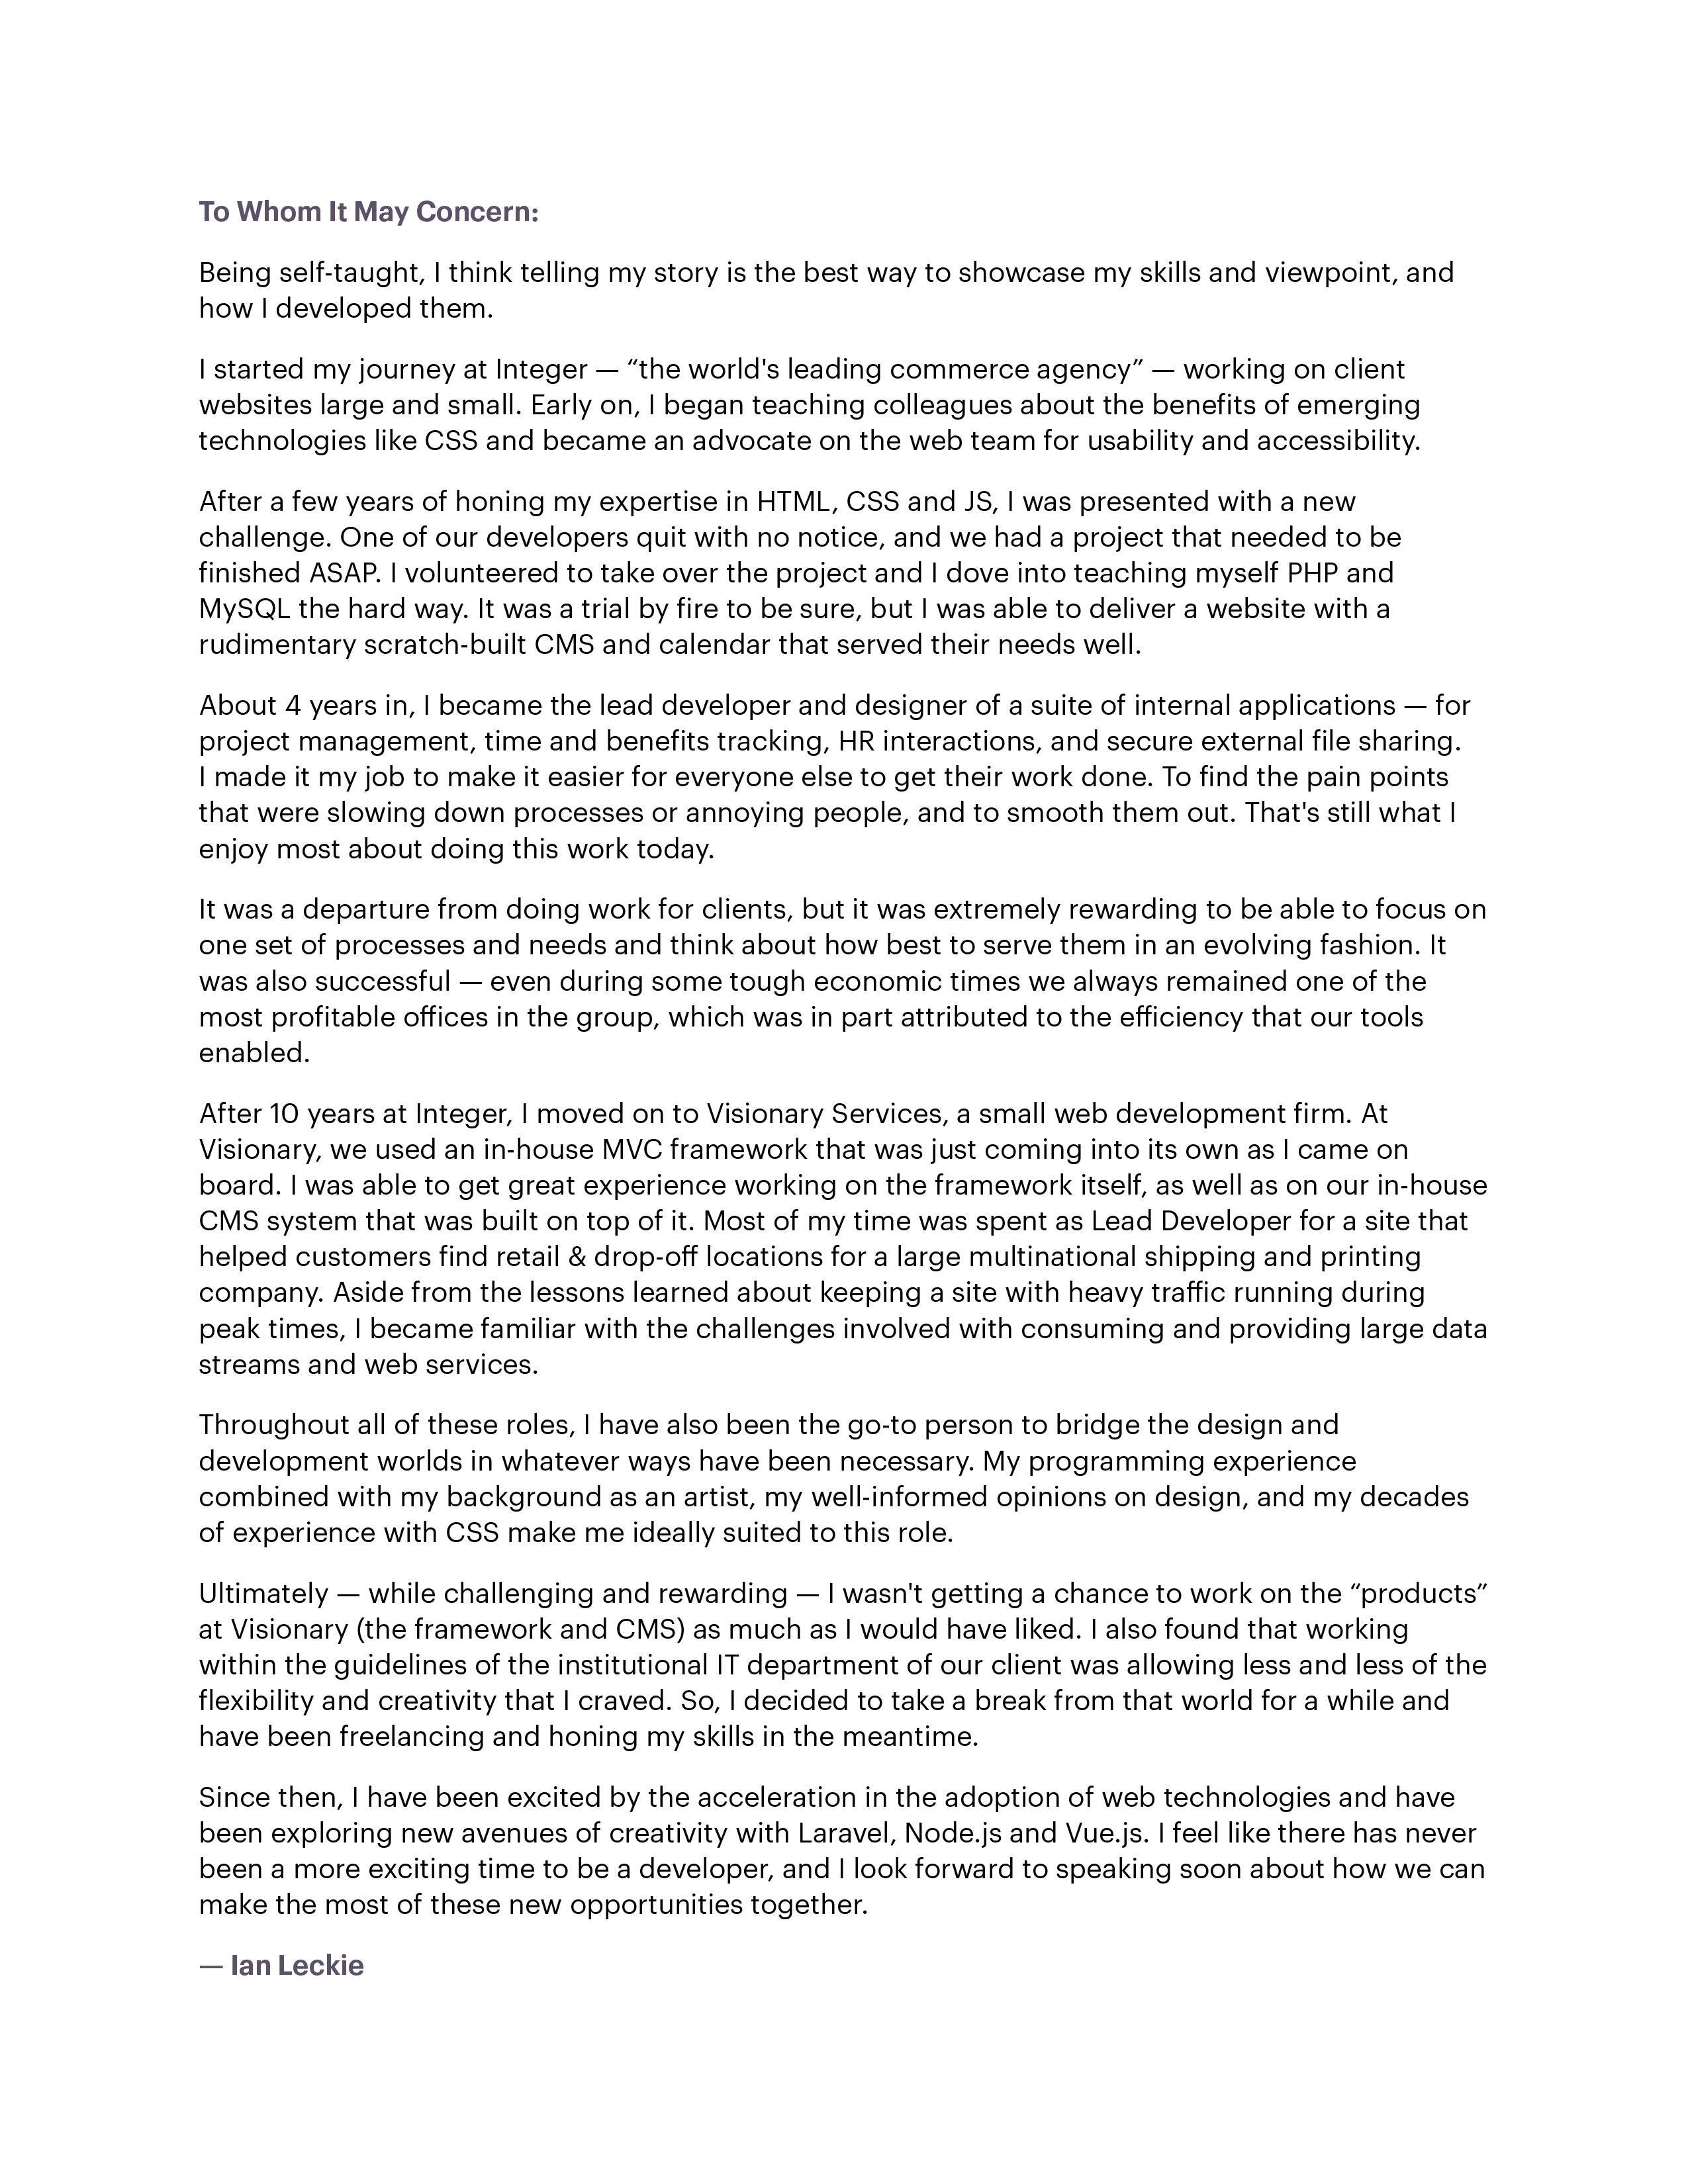 To Whom It May Concern:
Being self-taught, I think telling my story is the best way to showcase my skills and viewpoint, and
how I developed them.
I started my journey at Integer — “the world's leading commerce agency” — working on client
websites large and small. Early on, I began teaching colleagues about the benefits of emerging
technologies like CSS and became an advocate on the web team for usability and accessibility.
After a few years of honing my expertise in HTML, CSS and JS, I was presented with a new
challenge. One of our developers quit with no notice, and we had a project that needed to be
finished ASAP. I volunteered to take over the project and I dove into teaching myself PHP and
MySQL the hard way. It was a trial by fire to be sure, but I was able to deliver a website with a
rudimentary scratch-built CMS and calendar that served their needs well.
About 4 years in, I became the lead developer and designer of a suite of internal applications — for
project management, time and benefits tracking, HR interactions, and secure external file sharing.
I made it my job to make it easier for everyone else to get their work done. To find the pain points
that were slowing down processes or annoying people, and to smooth them out. That's still what I
enjoy most about doing this work today.
It was a departure from doing work for clients, but it was extremely rewarding to be able to focus on
one set of processes and needs and think about how best to serve them in an evolving fashion. It
was also successful — even during some tough economic times we always remained one of the
most profitable offices in the group, which was in part attributed to the efficiency that our tools
enabled.
After 10 years at Integer, I moved on to Visionary Services, a small web development firm. At
Visionary, we used an in-house MVC framework that was just coming into its own as I came on
board. I was able to get great experience working on the framework itself, as well as on our in-house
CMS system that was built on top of it. Most of my time was spent as Lead Developer for a site that
helped customers find retail & drop-off locations for a large multinational shipping and printing
company. Aside from the lessons learned about keeping a site with heavy traffic running during
peak times, I became familiar with the challenges involved with consuming and providing large data
streams and web services.
Throughout all of these roles, I have also been the go-to person to bridge the design and
development worlds in whatever ways have been necessary. My programming experience
combined with my background as an artist, my well-informed opinions on design, and my decades
of experience with CSS make me ideally suited to this role.
Ultimately — while challenging and rewarding — I wasn't getting a chance to work on the “products”
at Visionary (the framework and CMS) as much as I would have liked. I also found that working
within the guidelines of the institutional IT department of our client was allowing less and less of the
flexibility and creativity that I craved. So, I decided to take a break from that world for a while and
have been freelancing and honing my skills in the meantime.
Since then, I have been excited by the acceleration in the adoption of web technologies and have
been exploring new avenues of creativity with Laravel, Node.js and Vue.js. I feel like there has never
been a more exciting time to be a developer, and I look forward to speaking soon about how we can
make the most of these new opportunities together.
— Ian Leckie